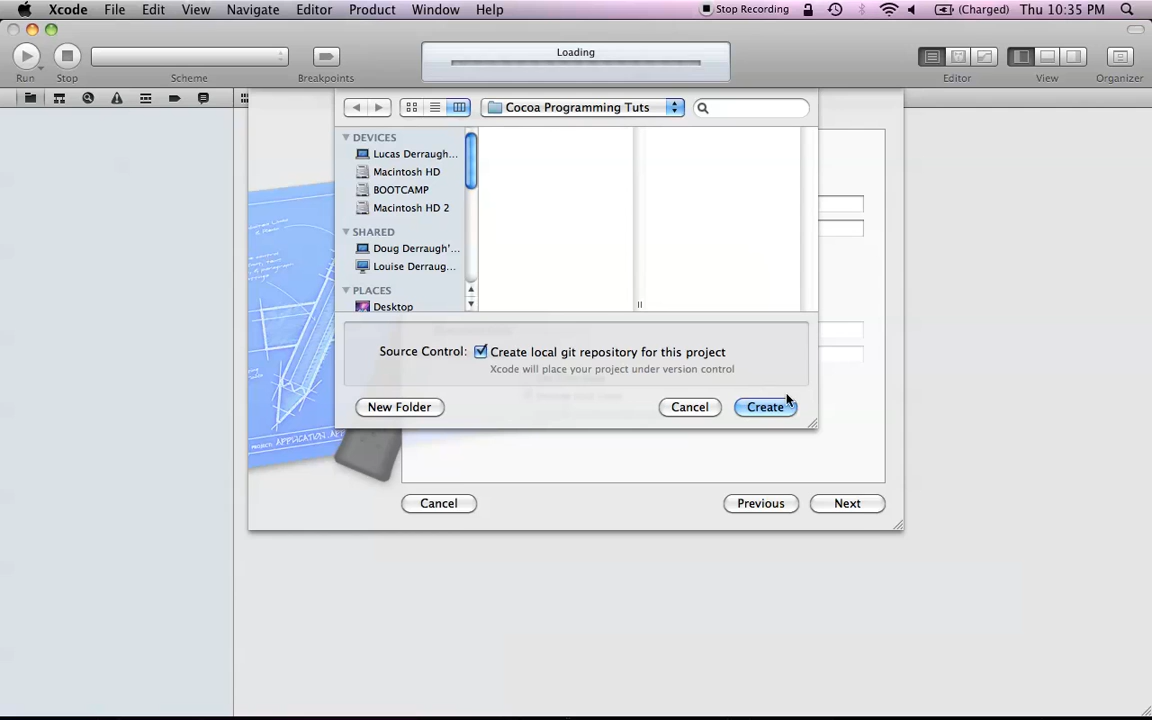 Xcode File Edit View Navigate Editor Product Window Help Stop Recording (Charged) Thu 10:35 PM
Loading
Run Stop Scheme Breakpoints Editor View Organizer
Cocoa Programming Tuts
DEVICES
Lucas Derraugh...
Macintosh HD
BOOTCAMP
Macintosh HD 2
SHARED
Doug Derraugh'...
Louise Derraug...
PLACES
Desktop
Source Control: Create local git repository for this project
Xcode will place your project under version control
New Folder Cancel Create
PROJECT: APPLICATION.APP
Cancel Previous Next